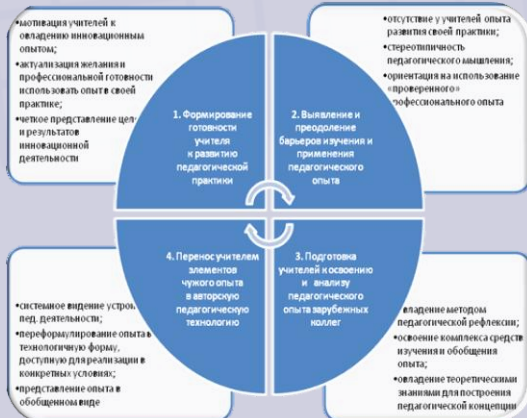 •мотивация учителей к
овладению инновационным
опытом;
•актуализация желания и
профессиональной готовности
использовать опыт в своей
практике;
•четкое представление
и результатов
инновационной
деятельности
•отсутствие у учителей опыта
развития своей практики;
•стереотипичность
педагогического мышления;
•ориентация на использование
«проверенного»
профессионального опыта
1. Формирование
готовности
учителя
к развитию
педагогической
практики
2. Выявление и
преодоление
барьеров изучения и
применения
педагогического
опыта
4. Перенос учителем
элементов
чужого опыта
в авторскую
педагогическую
технологию
3. Подготовка
учителей к освоению
и анализу
педагогического
опыта зарубежных
коллег
•системное видение
пед. деятельности;
•переформулирование опыта в
технологичную форму,
доступную для реализации в
конкретных условиях;
•представление опыта в
обобщенном виде
владение методом
педагогической рефлексии;
•освоение комплекса средств
изучения и обобщения
опыта;
•овладение теоретическими
знаниями для построения
педагогической концепции